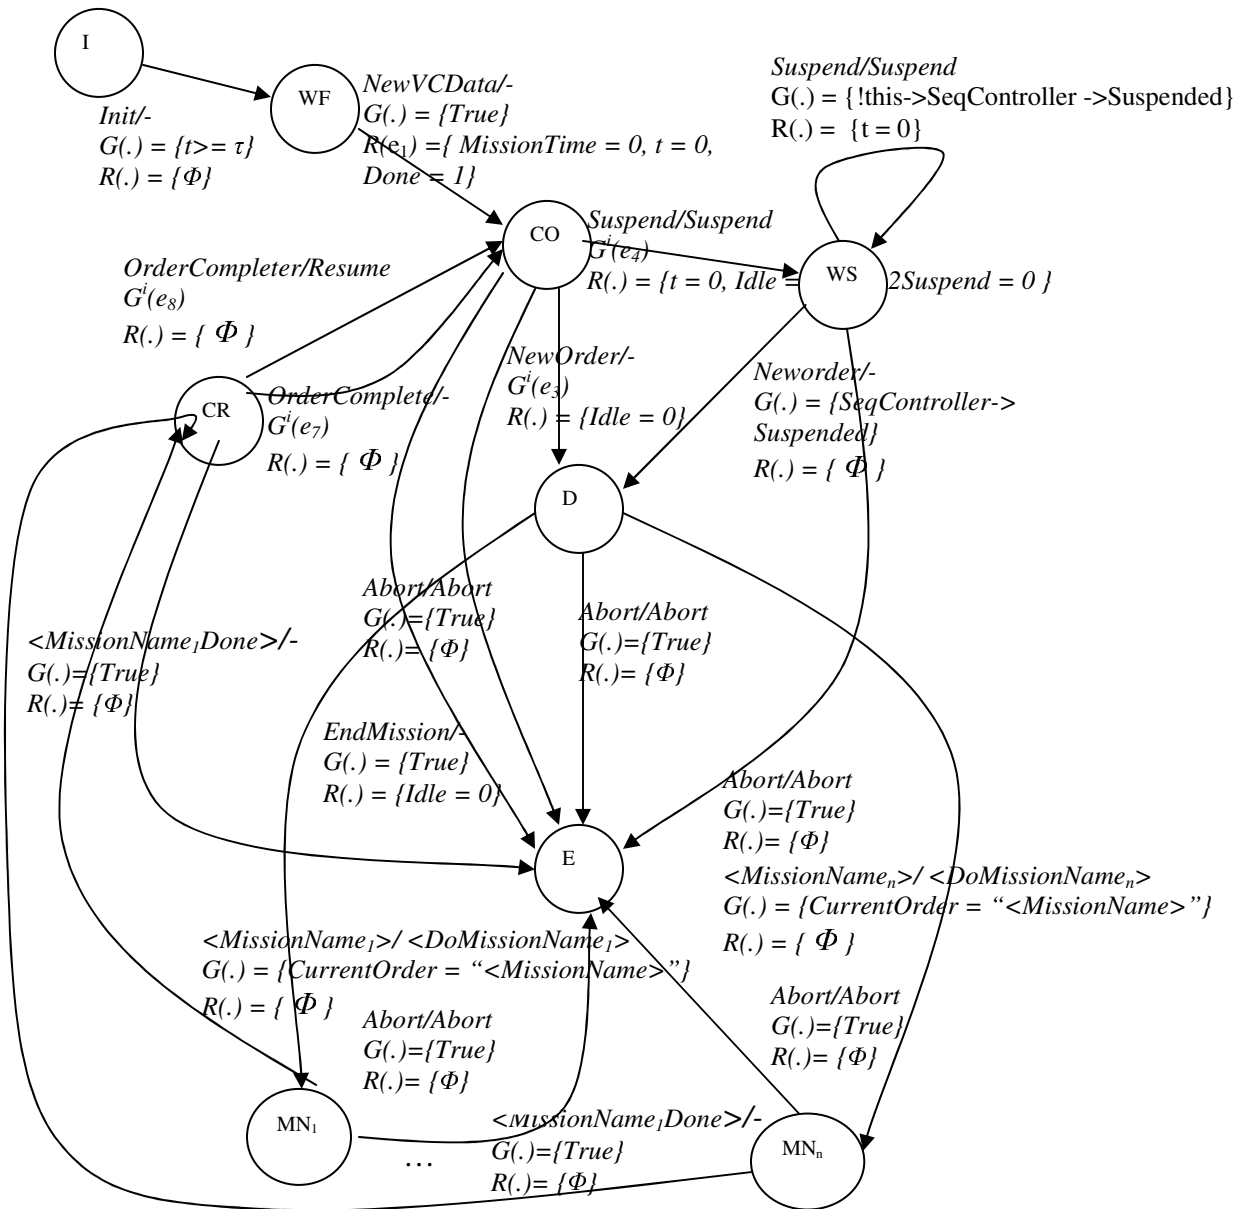 I
WF
Init/-
G(.) = {t>= τ}
R(.) = {Φ}
NewVCData/-
G(.) = {True}
R(e1) ={ MissionTime = 0, t = 0,
Done = 1}
Suspend/Suspend
G(.) = {!this->SeqController ->Suspended}
R(.) = {t = 0}
CO
Suspend/Suspend
Gi(e4)
R(.) = {t = 0, Idle =
2Suspend = 0 }
WS
OrderCompleter/Resume
Gi(e8)
R(.) = { Φ }
CR
OrderComplete/-
Gi(e7)
R(.) = { Φ }
NewOrder/-
Gi(e3)
R(.) = {Idle = 0}
Neworder/-
G(.) = {SeqController->
Suspended}
R(.) = { Φ }
D
Abort/Abort
G(.)={True}
R(.)= {Φ}
Abort/Abort
G(.)={True}
R(.)= {Φ}
<MissionName1Done>/-
G(.)={True}
R(.)= {Φ}
EndMission/-
G(.) = {True}
R(.) = {Idle = 0}
E
Abort/Abort
G(.)={True}
R(.)= {Φ}
<MissionNamen>/ <DoMissionNamen>
G(.) = {CurrentOrder = “<MissionName>”}
R(.) = { Φ }
<MissionName1>/ <DoMissionName1>
G(.) = {CurrentOrder = “<MissionName>”}
R(.) = { Φ }
Abort/Abort
G(.)={True}
R(.)= {Φ}
Abort/Abort
G(.)={True}
R(.)= {Φ}
MN1
...
<MissionName1Done>/-
G(.)={True}
R(.)= {Φ}
MNn